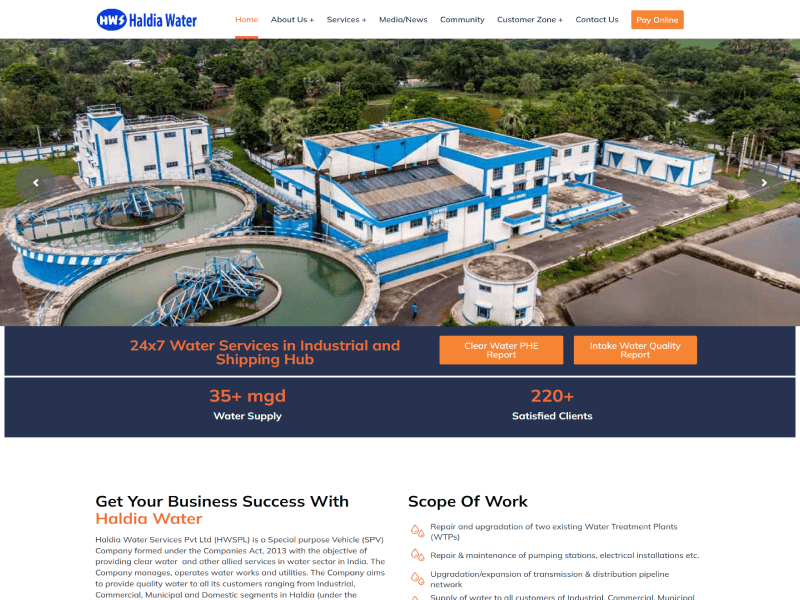 HWS Haldia Water
Home
About Us +
Services +
Media/News
Community
Customer Zone +
Contact Us
Pay Online
24x7 Water Services in Industrial and
Shipping Hub
Clear Water PHE
Report
Intake Water Quality
Report
35+ mgd
Water Supply
220+
Satisfied Clients
Get Your Business Success With
Haldia Water
Haldia Water Services Pvt Ltd (HWSPL) is a Special purpose Vehicle (SPV)
Company formed under the Companies Act, 2013 with the objective of
providing clear water and other allied services in water sector in India. The
Company manages, operates water works and utilities. The Company aims
to provide quality water to all its customers ranging from Industrial,
Commercial, Municipal and Domestic segments in Haldia (under the
Scope Of Work
Repair and upgradation of two existing Water Treatment Plants
(WTPs)
Repair & maintenance of pumping stations, electrical installations etc.
Upgradation/expansion of transmission & distribution pipeline
network
Supply of water to all customers of Industrial, Commercial, Municipal